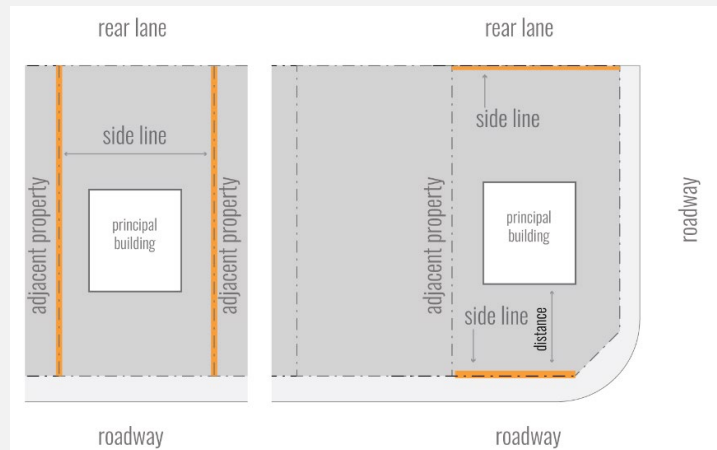 rear lane
rear lane
side line
side line
adjacent property
principal
building
adjacent property
adjacent property
principal
building
roadway
side line
distance
roadway
roadway